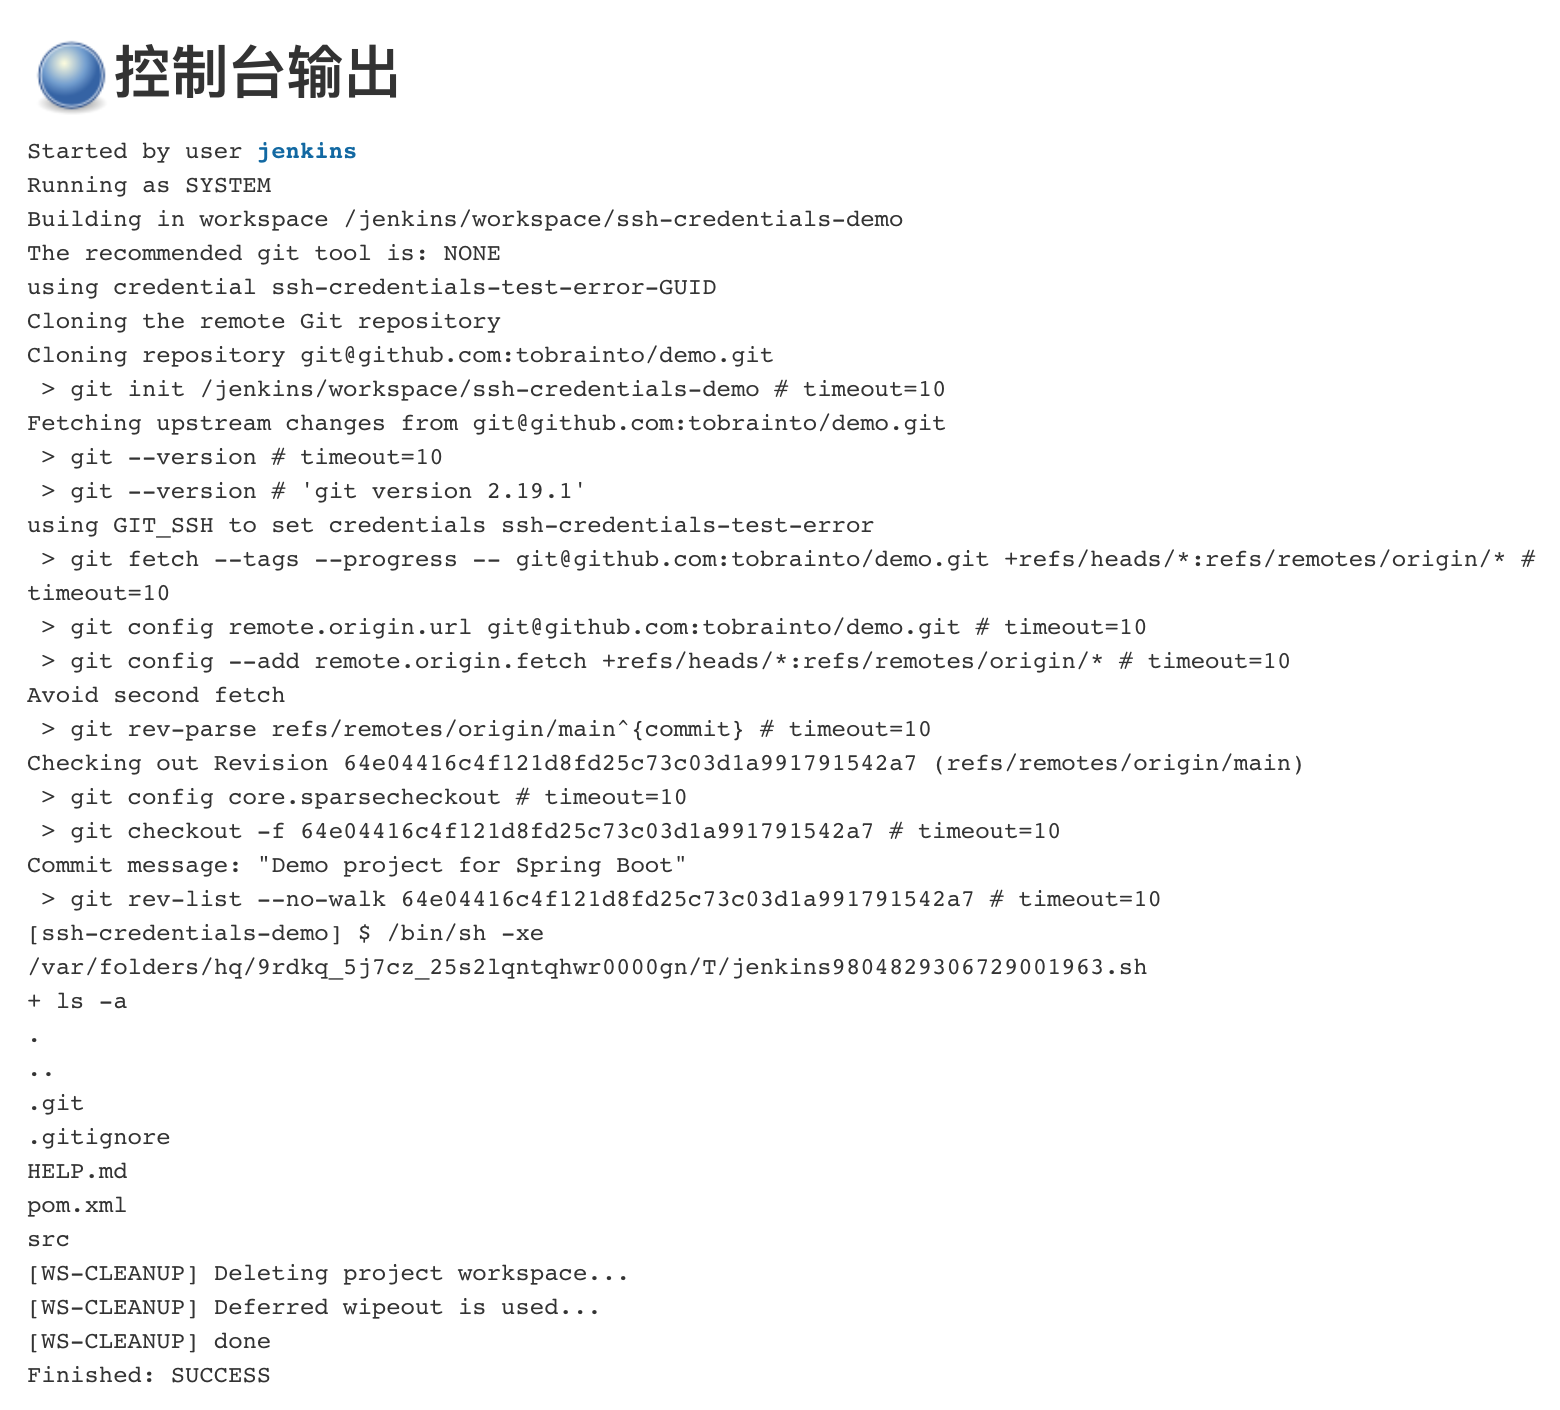 控制台输出
Started by user jenkins
Running as SYSTEM
Building in workspace /jenkins/workspace/ssh-credentials-demo
The recommended git tool is: NONE
using credential ssh-credentials-test-error-GUID
Cloning the remote Git repository
Cloning repository git@github.com:tobrainto/demo.git
 > git init /jenkins/workspace/ssh-credentials-demo # timeout=10
Fetching upstream changes from git@github.com:tobrainto/demo.git
 > git --version # timeout=10
 > git --version # 'git version 2.19.1'
using GIT_SSH to set credentials ssh-credentials-test-error
 > git fetch --tags --progress -- git@github.com:tobrainto/demo.git +refs/heads/*:refs/remotes/origin/* #
timeout=10
 > git config remote.origin.url git@github.com:tobrainto/demo.git # timeout=10
 > git config --add remote.origin.fetch +refs/heads/*:refs/remotes/origin/* # timeout=10
Avoid second fetch
 > git rev-parse refs/remotes/origin/main^{commit} # timeout=10
Checking out Revision 64e04416c4f121d8fd25c73c03d1a991791542a7 (refs/remotes/origin/main)
 > git config core.sparsecheckout # timeout=10
 > git checkout -f 64e04416c4f121d8fd25c73c03d1a991791542a7 # timeout=10
Commit message: "Demo project for Spring Boot"
 > git rev-list --no-walk 64e04416c4f121d8fd25c73c03d1a991791542a7 # timeout=10
[ssh-credentials-demo] $ /bin/sh -xe
/var/folders/hq/9rdkq_5j7cz_25s2lqntqhwr0000gn/T/jenkins9804829306729001963.sh
+ ls -a
.
..
.git
.gitignore
HELP.md
pom.xml
src
[WS-CLEANUP] Deleting project workspace...
[WS-CLEANUP] Deferred wipeout is used...
[WS-CLEANUP] done
Finished: SUCCESS